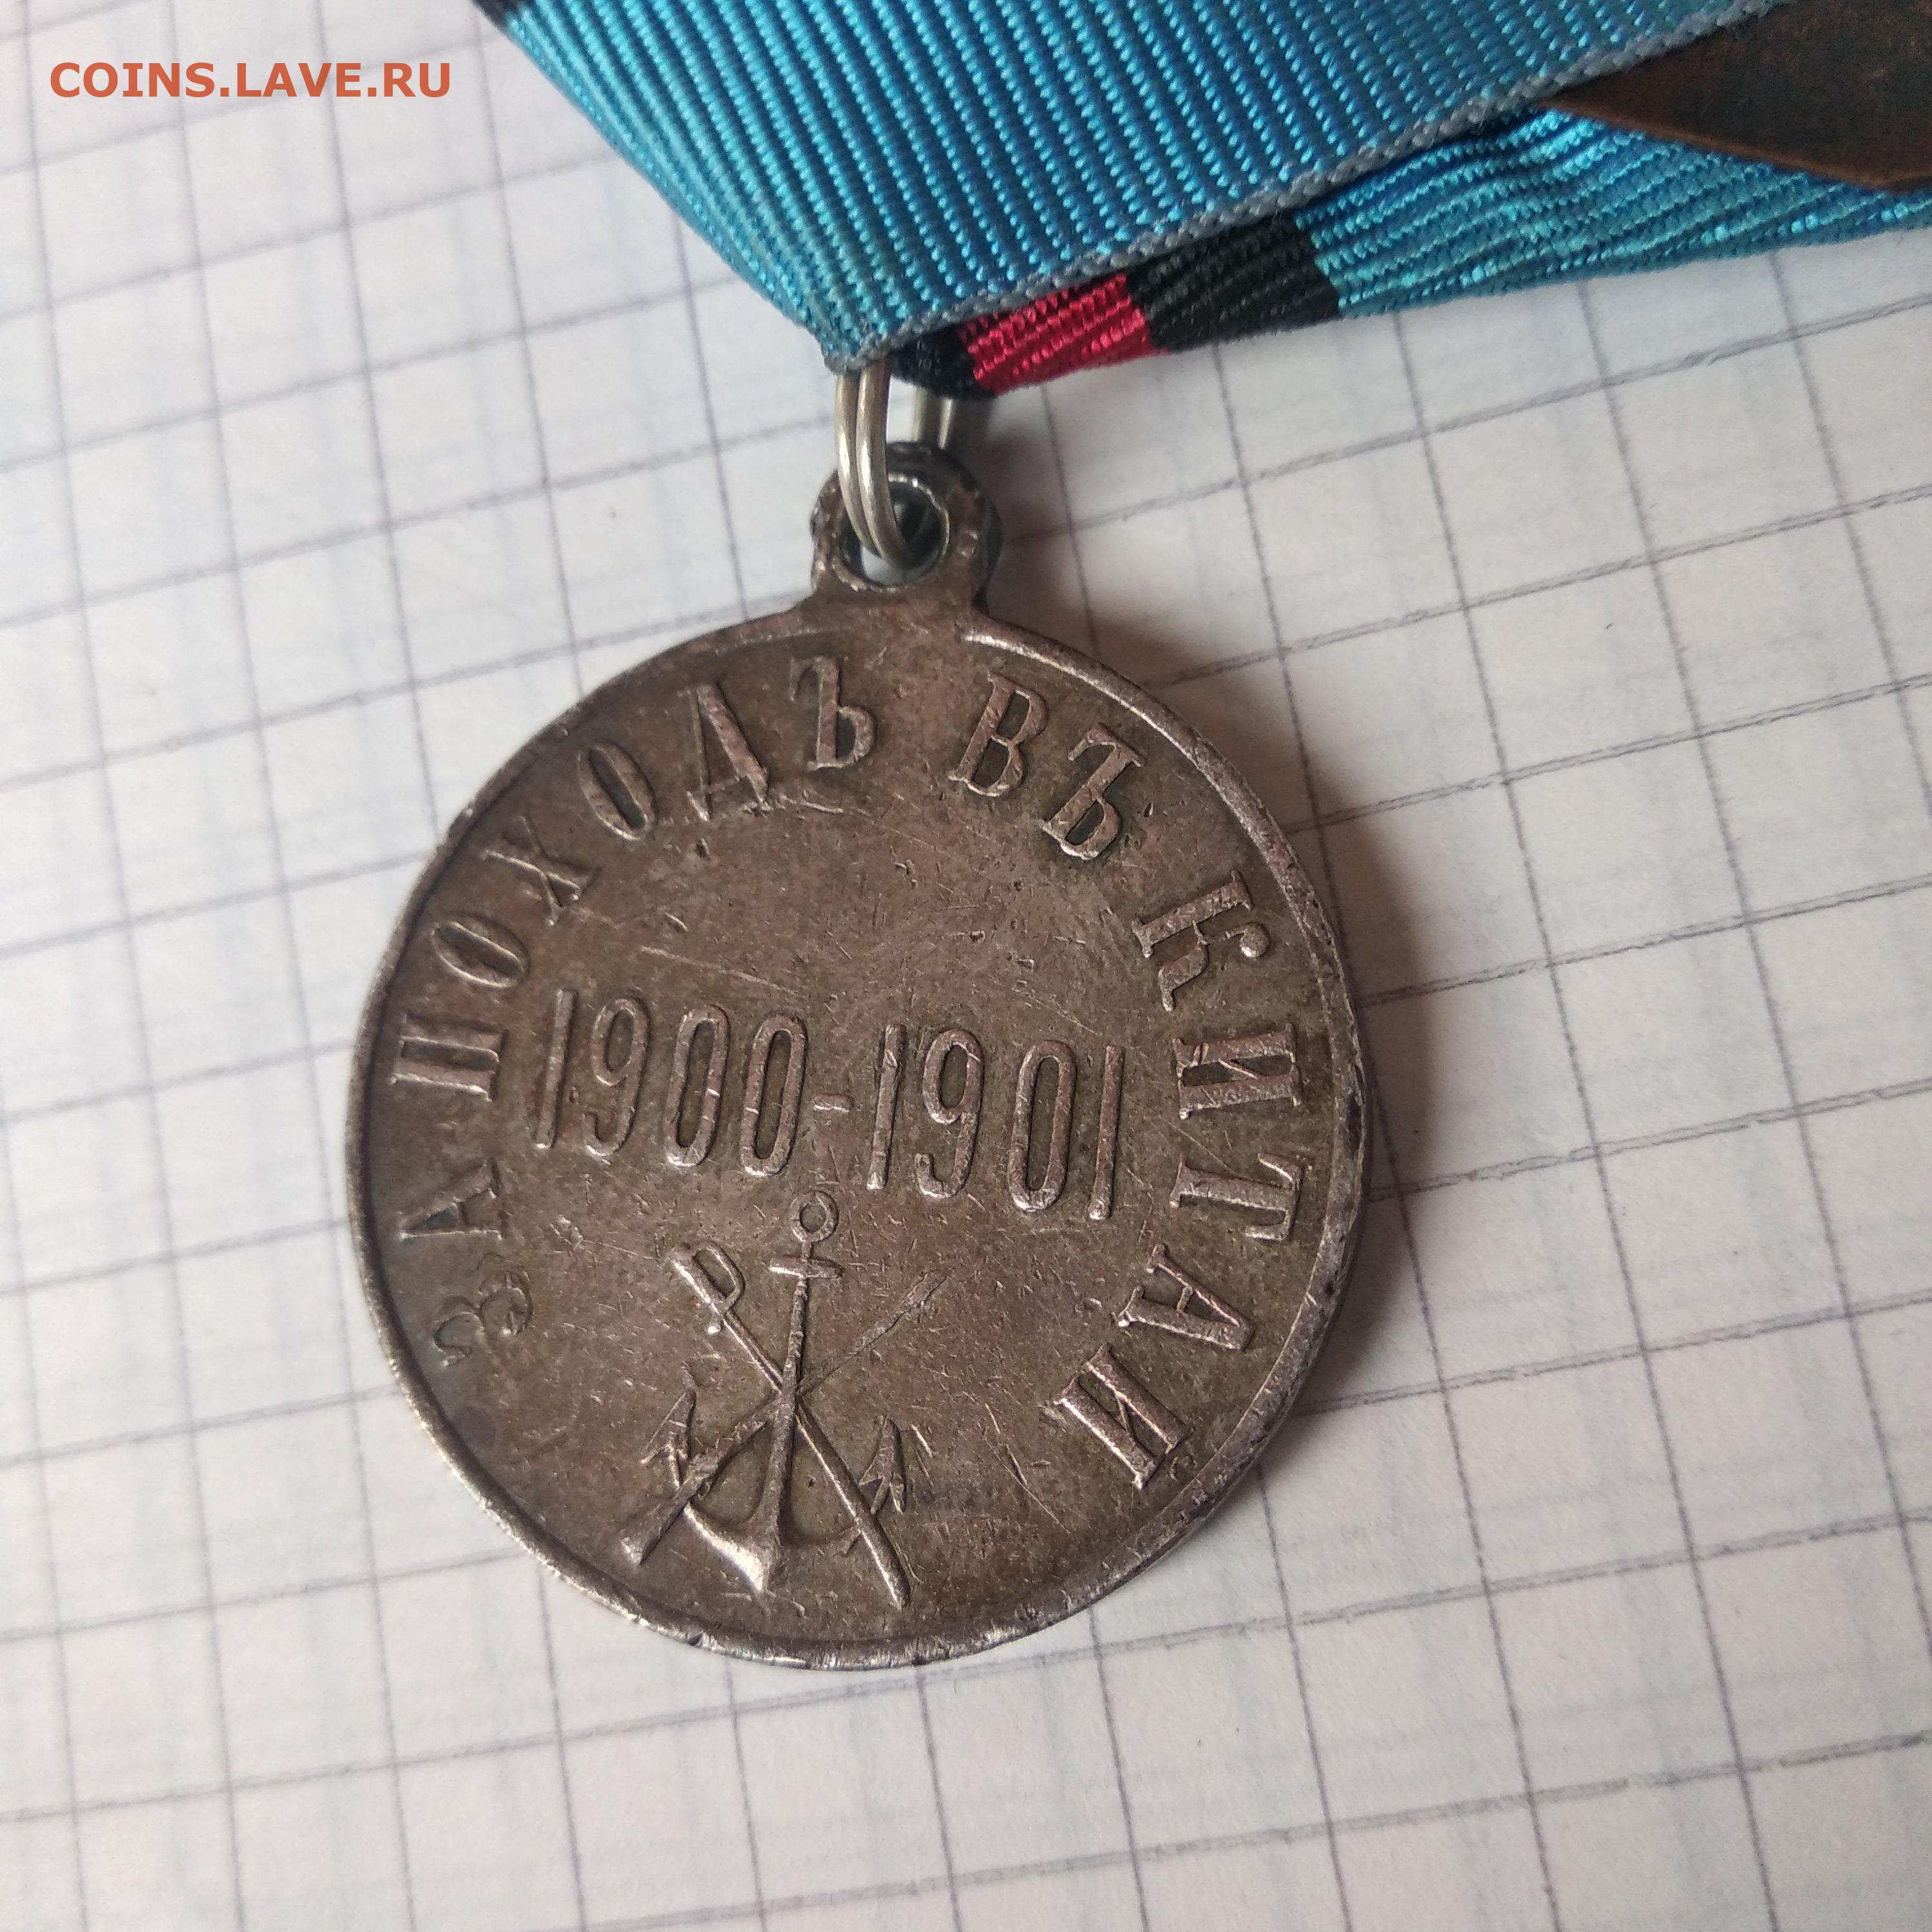 COINS.LAVE.RU
ЗА ПОХОДЪ ВЪ КИТАЙ
1900-1901